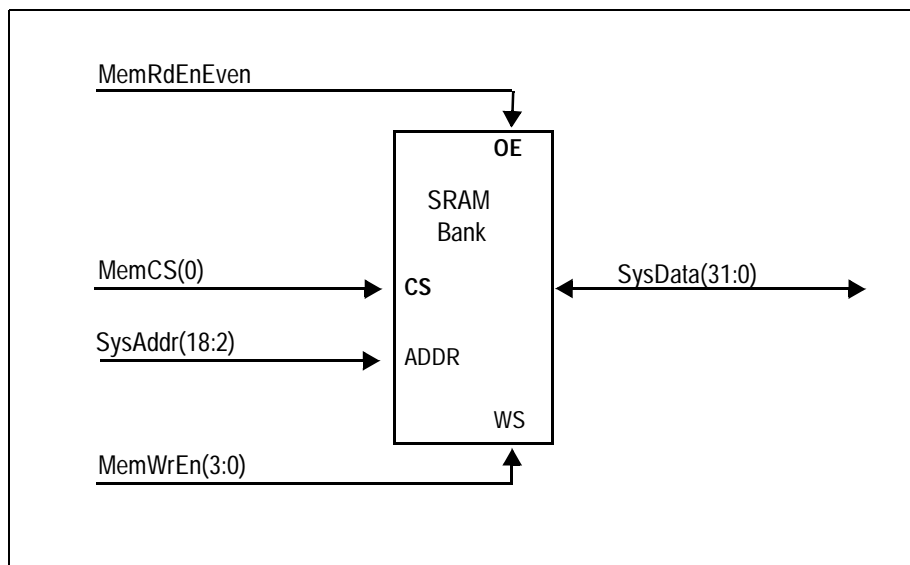 MemRdEnEven
OE
SRAM
Bank
MemCS(0)
CS
SysData(31:0)
SysAddr(18:2)
ADDR
WS
MemWrEn(3:0)